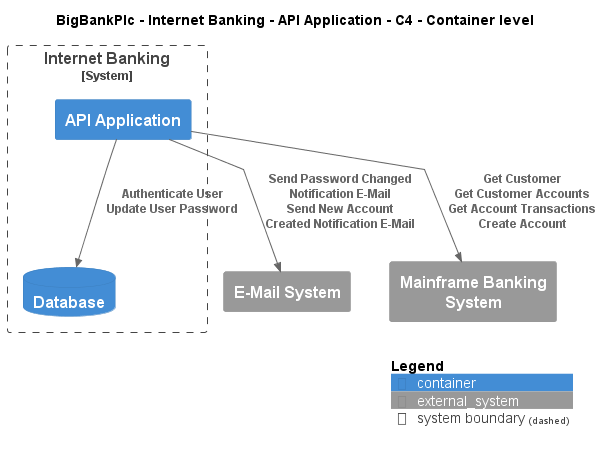 BigBankPlc - Internet Banking - API Application - C4 - Container level
Internet Banking
[System]
API Application
Authenticate User
Update User Password
Send Password Changed
Notification E-Mail
Send New Account
Created Notification E-Mail
Get Customer
Get Customer Accounts
Get Account Transactions
Create Account
Database
E-Mail System
Mainframe Banking
System
Legend
container
external_system
system boundary (dashed)